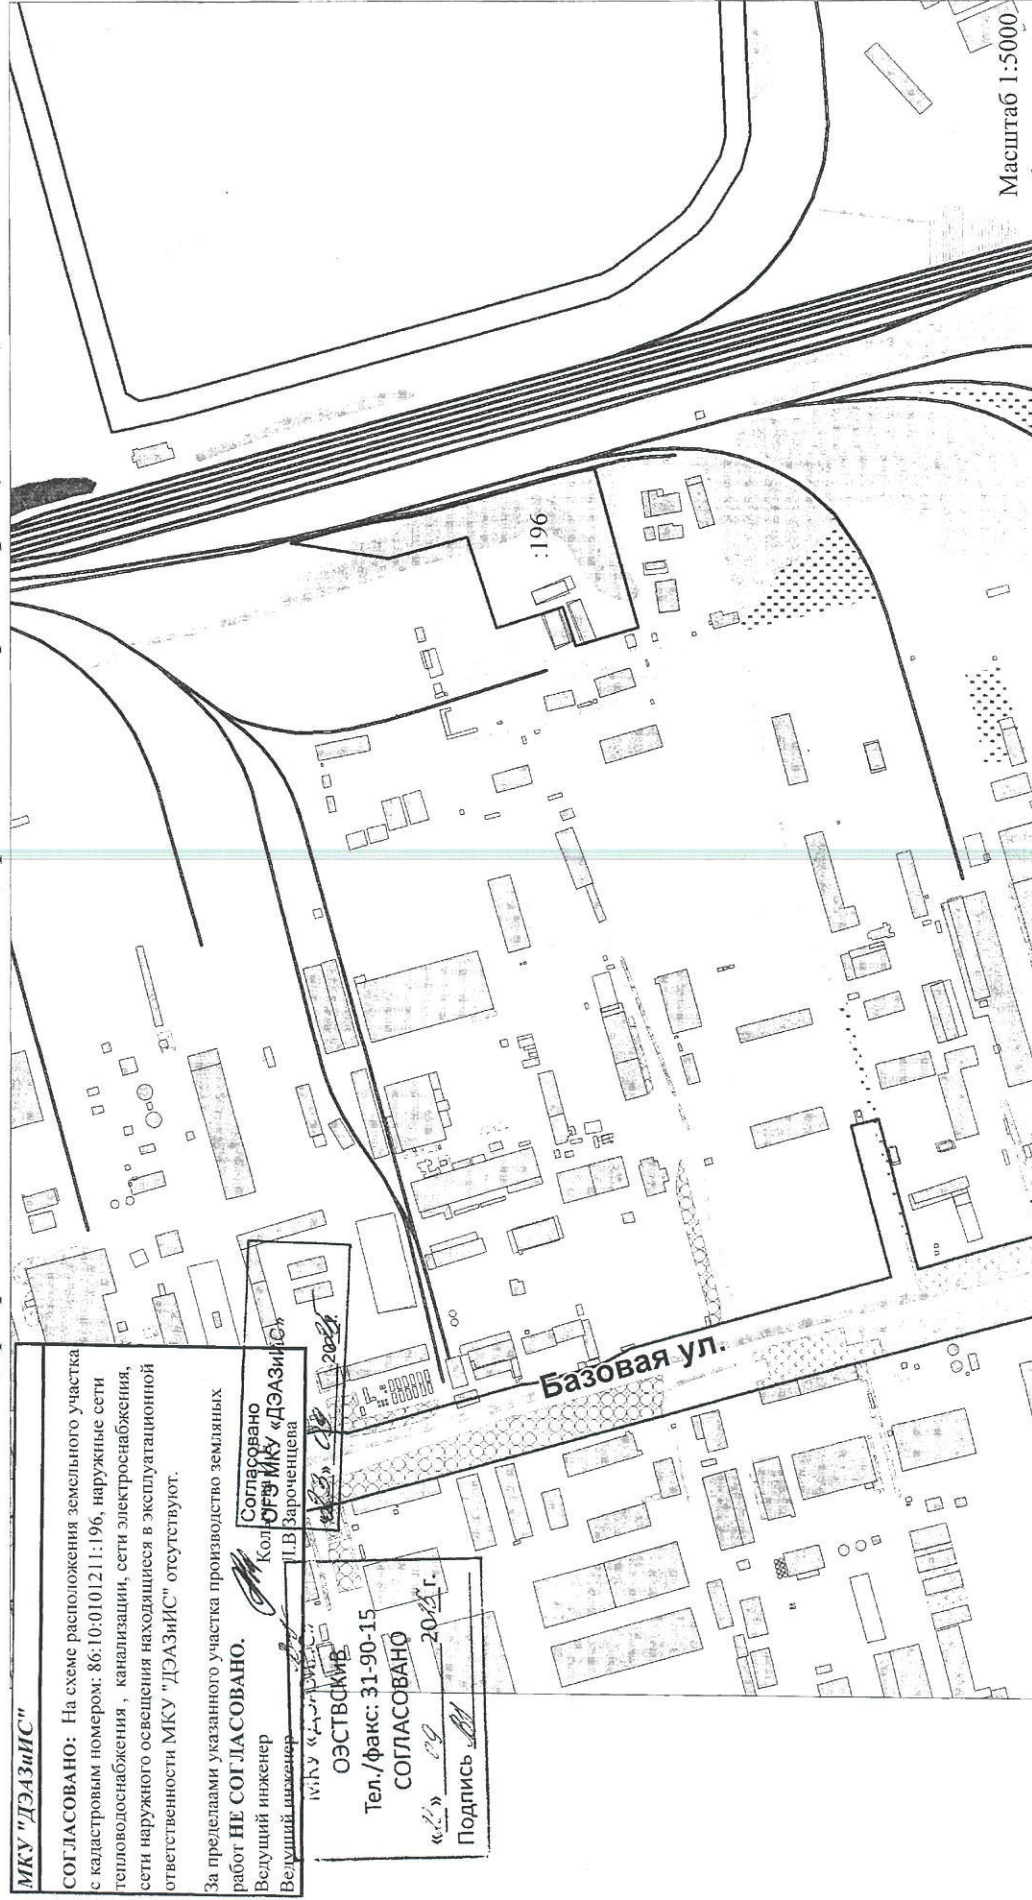 МКУ "ДЭАЗиИС"
СОГЛАСОВАНО: На схеме расположения земельного участка
с кадастровым номером: 86:10:0101211:196, наружные сети
тепловодоснабжения , канализации, сети электроснабжения,
сети наружного освещения находящиеся в эксплуатационной
ответственности МКУ "ДЭАЗиИС" отсутствуют.
За пределаами указанного участка производство земляных
работ НЕ СОГЛАСОВАНО.
Ведущий инженер
Ведущий инженер
Л.В.Зароченцева
Согласовано
МКУ «ДЭАЗиИС»
МКУ
ОЭСТВСКИВ
Тел./факс: 31-90-15
СОГЛАСОВАНО
09 20 г.
Подпись
Базовая ул.
:196
Масштаб 1:5000